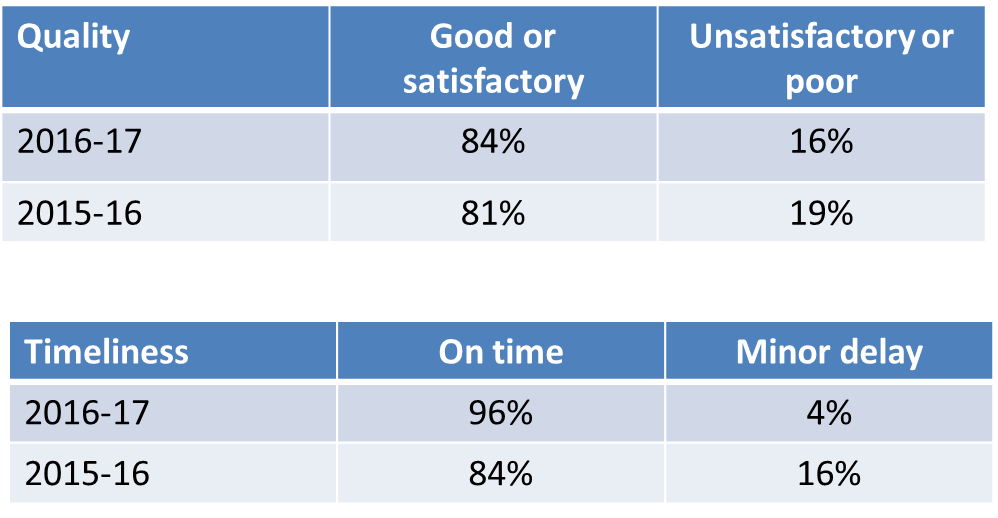 Quality Good or satisfactory Unsatisfactory or poor
2016-17 84% 16%
2015-16 81% 19%
Timeliness On time Minor delay
2016-17 96% 4%
2015-16 84% 16%